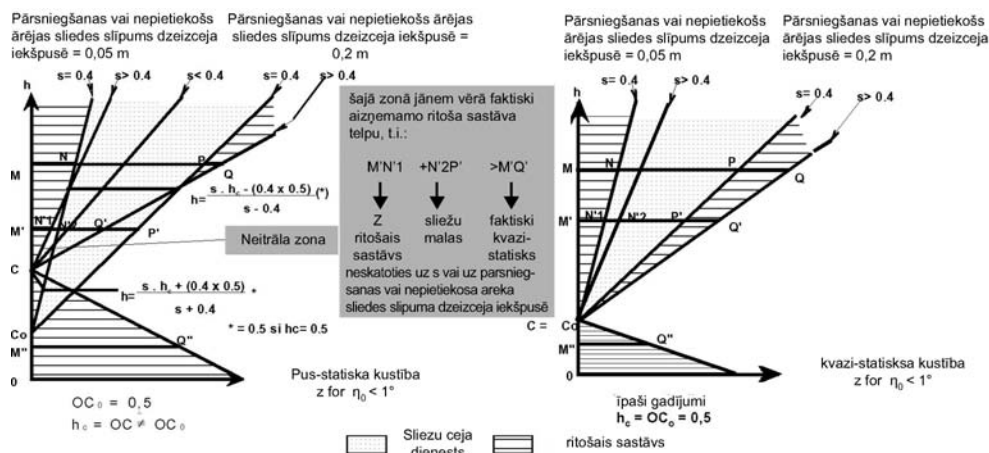 Pārsniegšanas vai nepietiekošs
ārējas sliedes slīpums dzeizceja
iekšpusē = 0,05 m
Pārsniegšanas vai nepietiekošs ārējas
sliedes slīpums dzeizceja iekšpusē =
0,2 m
s= 0.4
s> 0.4
s< 0.4
s= 0.4
s> 0.4
h
N
P
M
Q
h= s . hc – (0.4 x 0.5) (*)
s - 0.4
N'1
Q'
M'
P'
Neitrāla zona
C
h= s . hc + (0.4 x 0.5) *
s + 0.4
Co
* = 0.5 si hc= 0.5
M"
Q"
0
Pus-statiska kustība
z for η0 < 1°
OC0 = 0,5
hc = OC ≠ OC0
šajā zonā jānem vērā faktiski
aizņemamo ritoša sastāva
telpu, t.i.:
M'N'1 +N'2P' >M'Q'
Z sliežu faktiski
ritošais malas kvazi-
sastāvs statisks
neskatoties uz s vai uz parsnieg-
sanas vai nepietiekosa areka
sliedes slipuma dzeizceja iekšpusē
Pārsniegšanas vai nepietiekošs
ārējas sliedes slīpums dzeizceja
iekšpusē = 0,05 m
Pārsniegšanas vai nepietiekošs
ārējas sliedes slīpums dzeizceja
iekšpusē = 0,2 m
s= 0.4
s> 0.4
s= 0.4
s> 0.4
h
N
P
M
Q
M'
N'1
N'2
P'
Q'
C = Co
M"
Q"
0
kvazi-statisksa kustība
z for η0 < 1°
īpaši gadījumi
hc = OCo = 0,5
Sliezu ceja
dienests
ritošais sastāvs